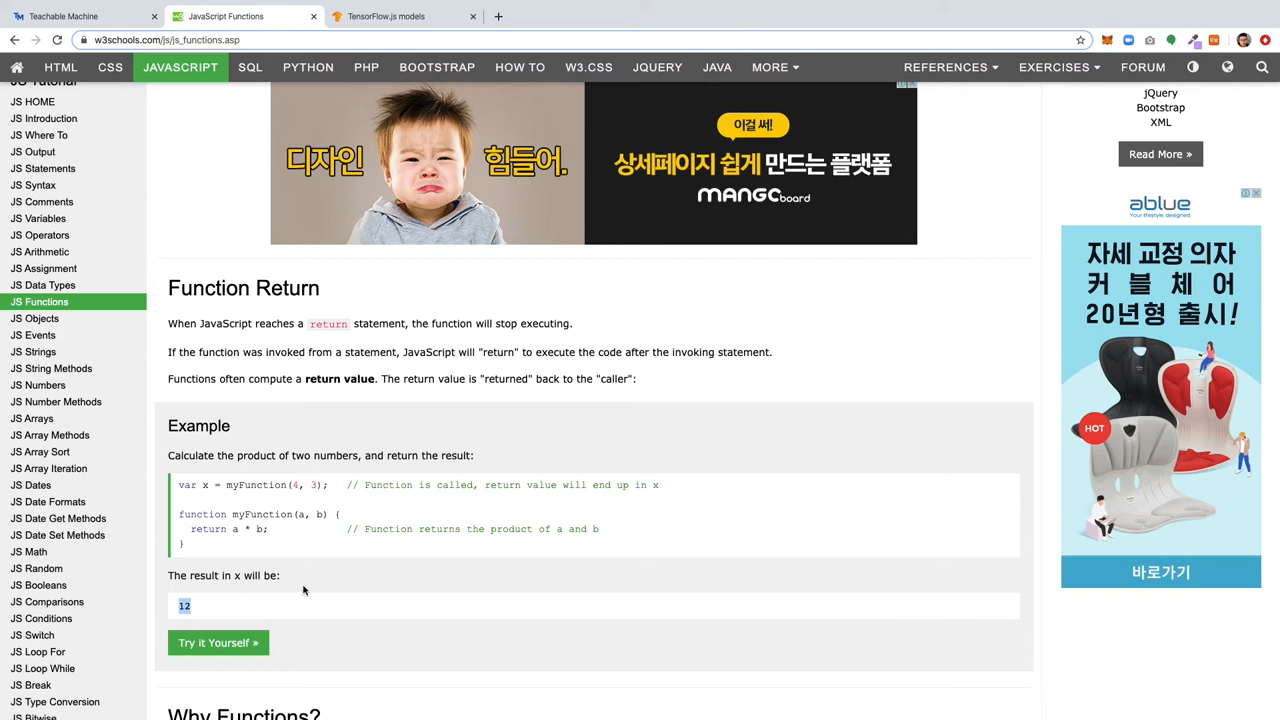 Teachable Machine
JavaScript Functions
TensorFlow.js models
w3schools.com/js/js_functions.asp
HTML
CSS
JAVASCRIPT
SQL
PYTHON
PHP
BOOTSTRAP
HOW TO
W3.CSS
JQUERY
JAVA
MORE
REFERENCES
EXERCISES
FORUM
JS Tutorial
JS HOME
JS Introduction
JS Where To
JS Output
JS Statements
JS Syntax
JS Comments
JS Variables
JS Operators
JS Arithmetic
JS Assignment
JS Data Types
JS Functions
JS Objects
JS Events
JS Strings
JS String Methods
JS Numbers
JS Number Methods
JS Arrays
JS Array Methods
JS Array Sort
JS Array Iteration
JS Dates
JS Date Formats
JS Date Get Methods
JS Date Set Methods
JS Math
JS Random
JS Booleans
JS Comparisons
JS Conditions
JS Switch
JS Loop For
JS Loop While
JS Break
JS Type Conversion
JS Bitwise
디자인 힘들어.
이걸 써!
상세페이지 쉽게 만드는 플랫폼
MANGOboard
Function Return
When JavaScript reaches a return statement, the function will stop executing.
If the function was invoked from a statement, JavaScript will "return" to execute the code after the invoking statement.
Functions often compute a return value. The return value is "returned" back to the "caller":
Example
Calculate the product of two numbers, and return the result:
var x = myFunction(4, 3);   // Function is called, return value will end up in x
function myFunction(a, b) {
  return a * b;             // Function returns the product of a and b
}
The result in x will be:
12
Try it Yourself »
Why Functions?
jQuery
Bootstrap
XML
Read More »
ablue
Your lifestyle, designed.
자세 교정 의자
커블체어
20년형 출시!
HOT
바로가기